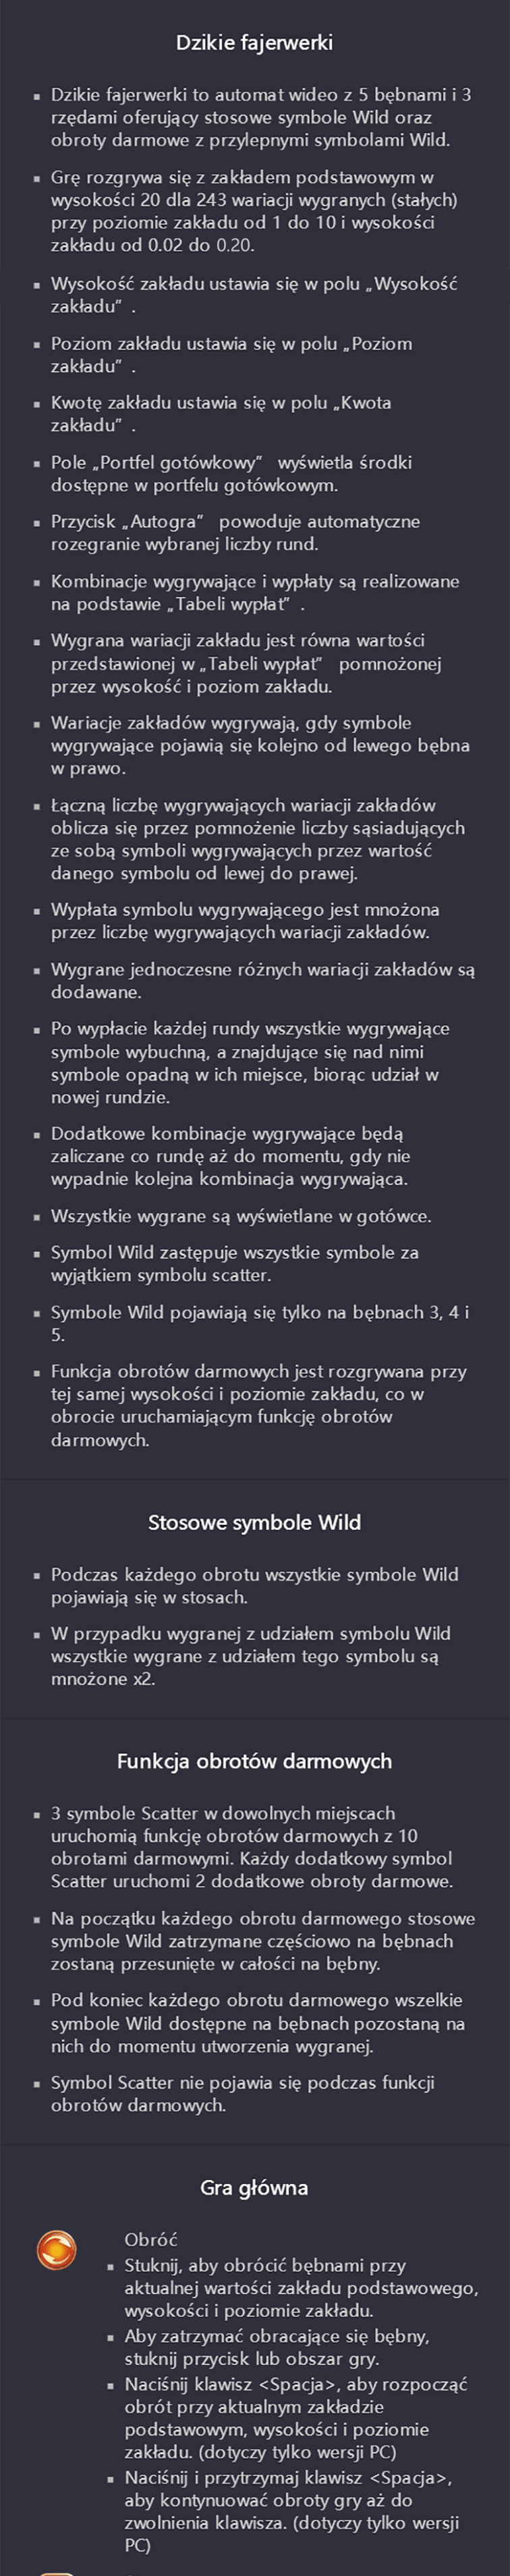 Dzikie fajerwerki
▪ Dzikie fajerwerki to automat wideo z 5 bębnami i 3
rzędami oferujący stosowe symbole Wild oraz
obroty darmowe z przylepnymi symbolami Wild.
▪ Grę rozgrywa się z zakładem podstawowym w
wysokości 20 dla 243 wariacji wygranych (stałych)
przy poziomie zakładu od 1 do 10 i wysokości
zakładu od 0.02 do 0.20.
▪ Wysokość zakładu ustawia się w polu „Wysokość
zakładu” .
▪ Poziom zakładu ustawia się w polu „Poziom
zakładu” .
▪ Kwotę zakładu ustawia się w polu „Kwota
zakładu” .
▪ Pole „Portfel gotówkowy” wyświetla środki
dostępne w portfelu gotówkowym.
▪ Przycisk „Autogra” powoduje automatyczne
rozegranie wybranej liczby rund.
▪ Kombinacje wygrywające i wypłaty są realizowane
na podstawie „Tabeli wypłat” .
▪ Wygrana wariacji zakładu jest równa wartości
przedstawionej w „Tabeli wypłat” pomnożonej
przez wysokość i poziom zakładu.
▪ Wariacje zakładów wygrywają, gdy symbole
wygrywające pojawią się kolejno od lewego bębna
w prawo.
▪ Łączną liczbę wygrywających wariacji zakładów
oblicza się przez pomnożenie liczby sąsiadujących
ze sobą symboli wygrywających przez wartość
danego symbolu od lewej do prawej.
▪ Wypłata symbolu wygrywającego jest mnożona
przez liczbę wygrywających wariacji zakładów.
▪ Wygrane jednoczesne różnych wariacji zakładów są
dodawane.
▪ Po wypłacie każdej rundy wszystkie wygrywające
symbole wybuchną, a znajdujące się nad nimi
symbole opadną w ich miejsce, biorąc udział w
nowej rundzie.
▪ Dodatkowe kombinacje wygrywające będą
zaliczane co rundę aż do momentu, gdy nie
wypadnie kolejna kombinacja wygrywająca.
▪ Wszystkie wygrane są wyświetlane w gotówce.
▪ Symbol Wild zastępuje wszystkie symbole za
wyjątkiem symbolu scatter.
▪ Symbole Wild pojawiają się tylko na bębnach 3, 4 i
5.
▪ Funkcja obrotów darmowych jest rozgrywana przy
tej samej wysokości i poziomie zakładu, co w
obrocie uruchamiającym funkcję obrotów
darmowych.
Stosowe symbole Wild
▪ Podczas każdego obrotu wszystkie symbole Wild
pojawiają się w stosach.
▪ W przypadku wygranej z udziałem symbolu Wild
wszystkie wygrane z udziałem tego symbolu są
mnożone x2.
Funkcja obrotów darmowych
▪ 3 symbole Scatter w dowolnych miejscach
uruchomią funkcję obrotów darmowych z 10
obrotami darmowymi. Każdy dodatkowy symbol
Scatter uruchomi 2 dodatkowe obroty darmowe.
▪ Na początku każdego obrotu darmowego stosowe
symbole Wild zatrzymane częściowo na bębnach
zostaną przesunięte w całości na bębny.
▪ Pod koniec każdego obrotu darmowego wszelkie
symbole Wild dostępne na bębnach pozostaną na
nich do momentu utworzenia wygranej.
▪ Symbol Scatter nie pojawia się podczas funkcji
obrotów darmowych.
Gra główna
Obróć
▪ Stuknij, aby obrócić bębnami przy
aktualnej wartości zakładu podstawowego,
wysokości i poziomie zakładu.
▪ Aby zatrzymać obracające się bębny,
stuknij przycisk lub obszar gry.
▪ Naciśnij klawisz <Spacja>, aby rozpocząć
obrót przy aktualnym zakładzie
podstawowym, wysokości i poziomie
zakładu. (dotyczy tylko wersji PC)
▪ Naciśnij i przytrzymaj klawisz <Spacja>,
aby kontynuować obroty gry aż do
zwolnienia klawisza. (dotyczy tylko wersji
PC)